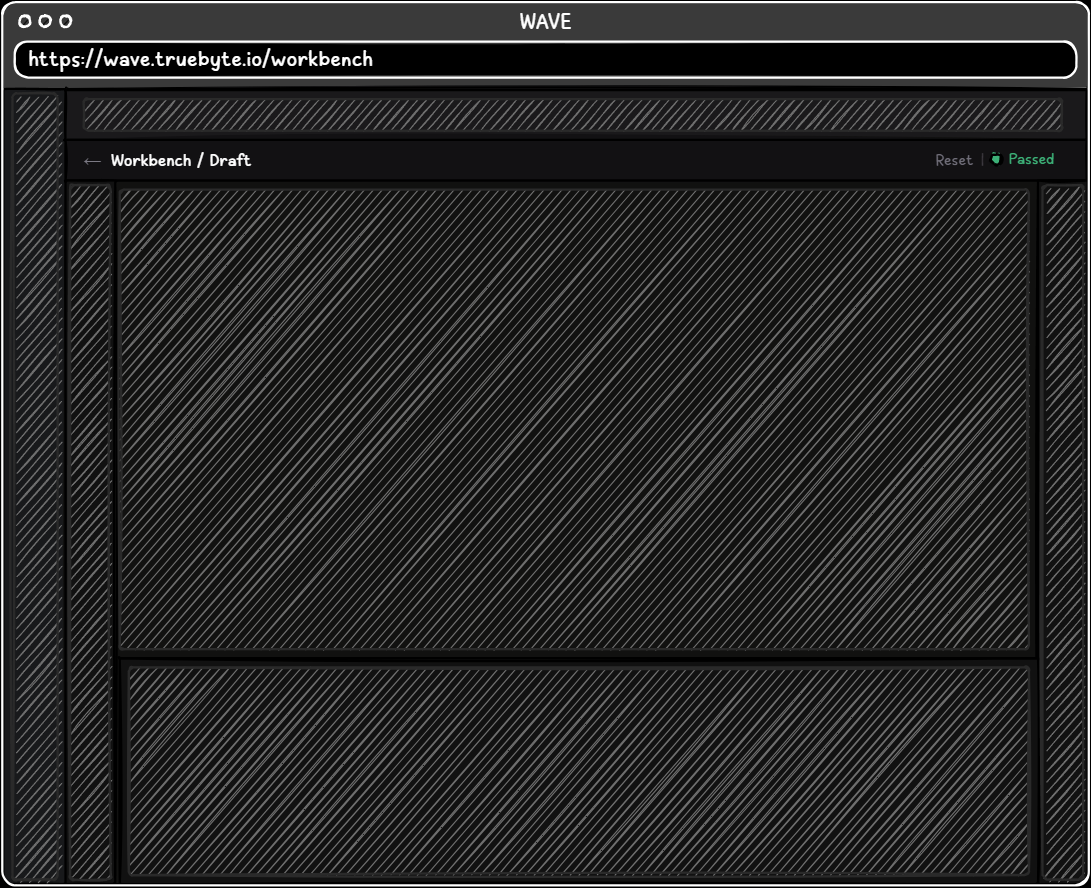 WAVE
https://wave.truebyte.io/workbench
← Workbench / Draft
Reset | Passed